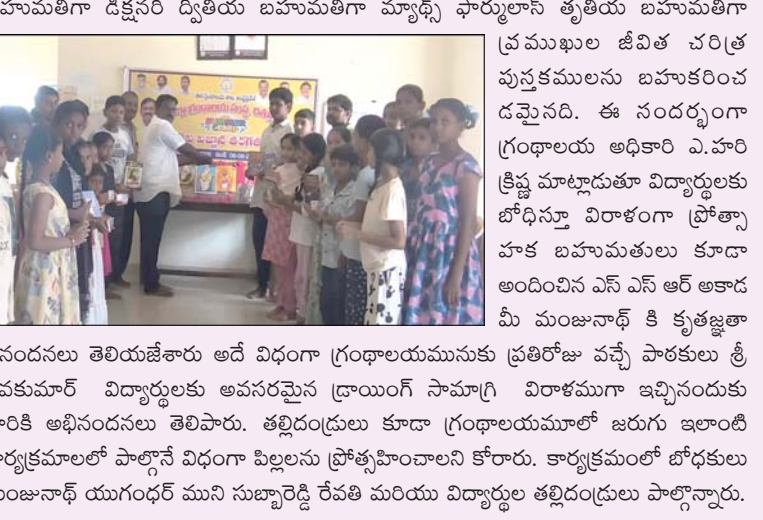 హుమతిగా డిక్షనరీ ద్వితీయ బహుమతిగా మ్యాథ్స్ ఫార్ములాస్ తృతీయ బహుమతిగా
ప్రముఖుల జీవిత చరిత్ర
పుస్తకములను బహుకరించ
డమైనది. ఈ సందర్భంగా
గ్రంథాలయ అధికారి ఎ.హరి
క్రిష్ణ మాట్లాడుతూ విద్యార్థులకు
బోధిస్తూ విరాళంగా ప్రోత్సా
హక బహుమతులు కూడా
అందించిన ఎస్ ఎస్ ఆర్ అకాడ
మీ మంజునాథ్ కి కృతజ్ఞతా
నందనలు తెలియజేశారు అదే విధంగా గ్రంథాలయమునుకు ప్రతిరోజు వచ్చే పాఠకులు శ్రీ
వకుమార్ విద్యార్థులకు అవసరమైన డ్రాయింగ్ సామాగ్రి విరాళముగా ఇచ్చినందుకు
రికి అభినందనలు తెలిపారు. తల్లిదండ్రులు కూడా గ్రంథాలయములో జరుగు ఇలాంటి
ర్యక్రమాలలో పాల్గొనే విధంగా పిల్లలను ప్రోత్సహించాలని కోరారు. కార్యక్రమంలో బోధకులు
ంజునాథ్ యుగంధర్ ముని సుబ్బారెడ్డి రేవతి మరియు విద్యార్థుల తల్లిదండ్రులు పాల్గొన్నారు.